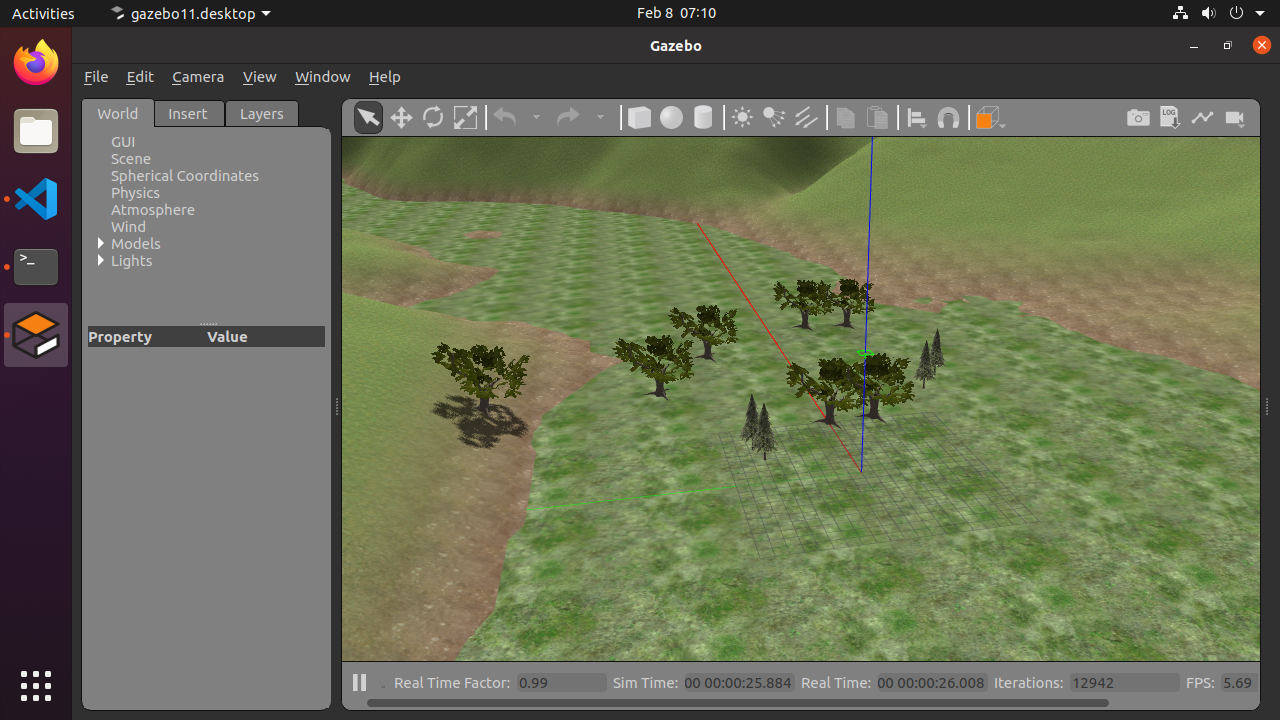 Activities gazebo11.desktop Feb 8 07:10
Gazebo
File Edit Camera View Window Help
World Insert Layers
LOG
GUI
Scene
Spherical Coordinates
Physics
Atmosphere
Wind
Models
Lights
Property Value
>_
Real Time Factor: 0.99 Sim Time: 00 00:00:25.884 Real Time: 00 00:00:26.008 Iterations: 12942 FPS: 5.69